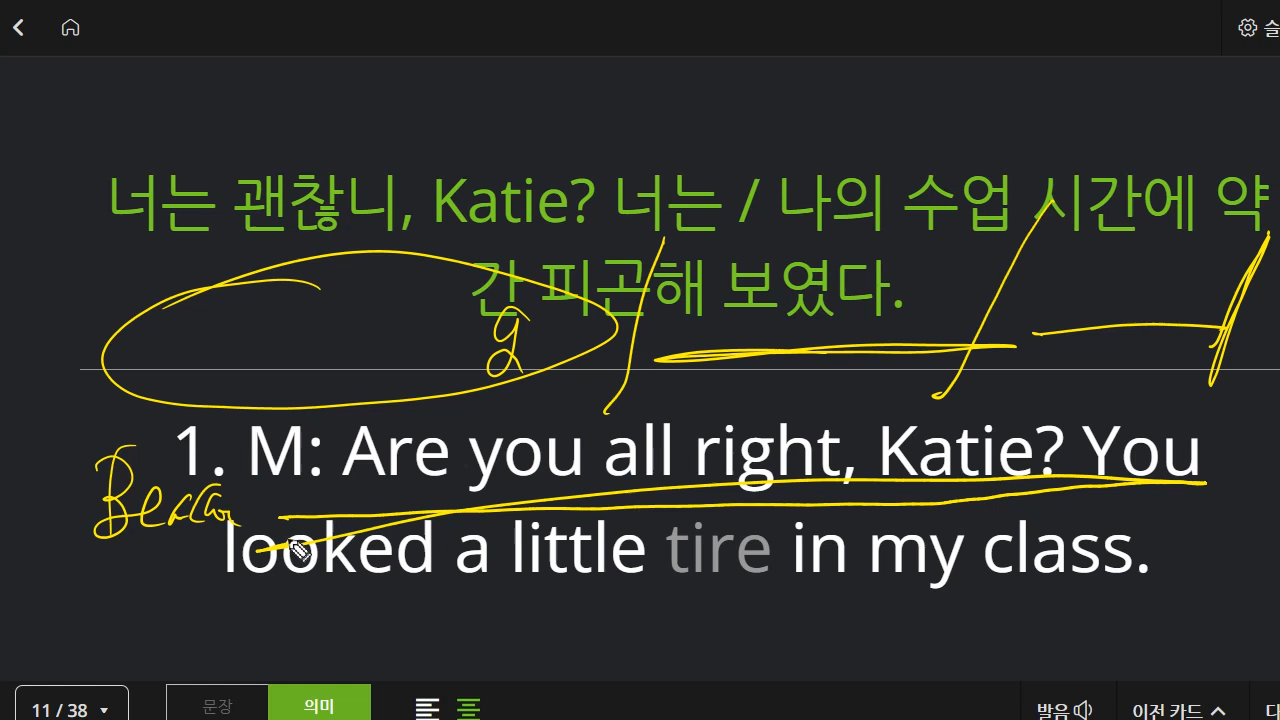 슬
너는 괜찮니, Katie? 너는 / 나의 수업 시간에 약
간 피곤해 보였다.
1. M: Are you all right, Katie? You
looked a little tire in my class.
11 / 38
문장
의미
발음
이전 카드
다